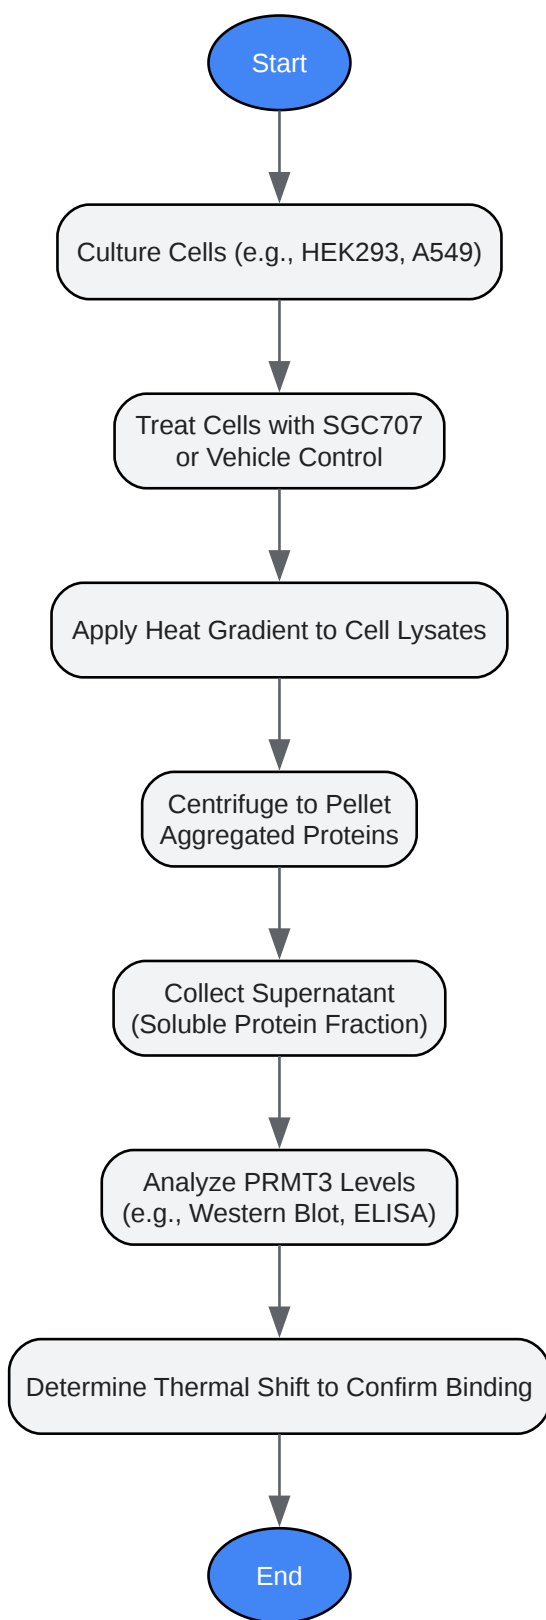 Start
Culture Cells (e.g., HEK293, A549)
Treat Cells with SGC707
or Vehicle Control
Apply Heat Gradient to Cell Lysates
Centrifuge to Pellet
Aggregated Proteins
Collect Supernatant
(Soluble Protein Fraction)
Analyze PRMT3 Levels
(e.g., Western Blot, ELISA)
Determine Thermal Shift to Confirm Binding
End